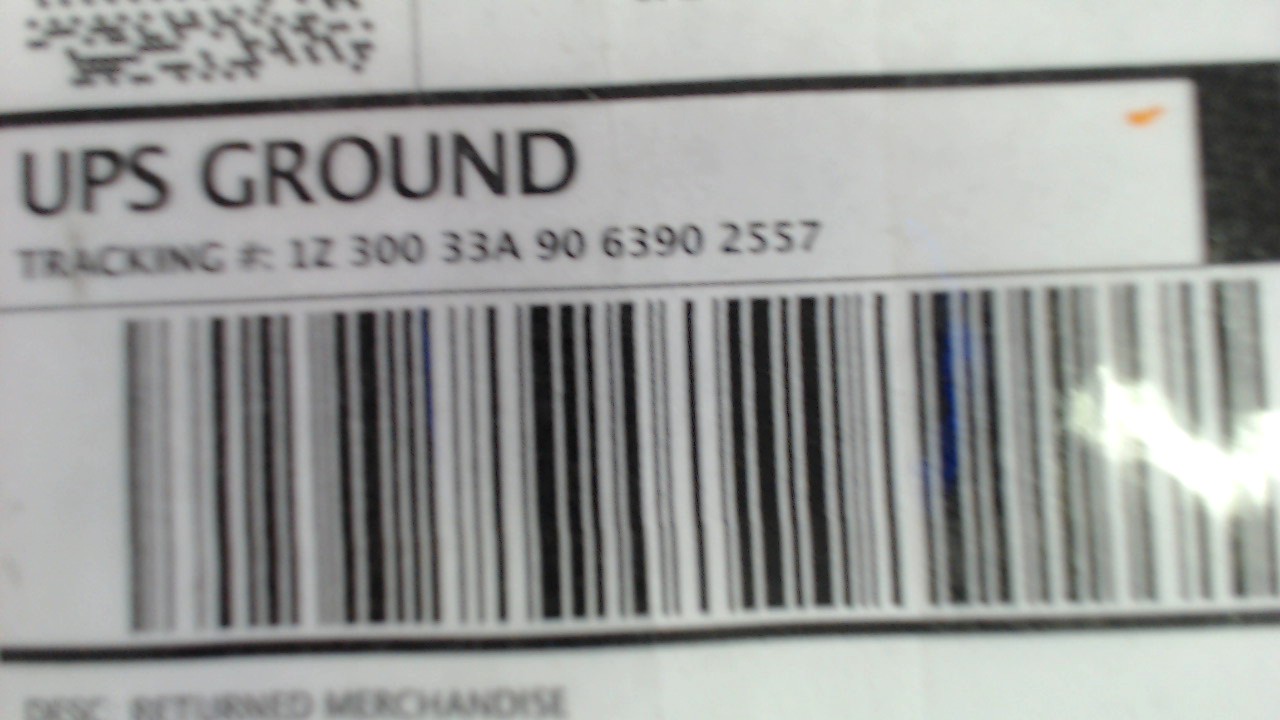 UPS GROUND
TRACKING #: 1Z 300 33A 90 6390 2557
DESC: RETURNED MERCHANDISE